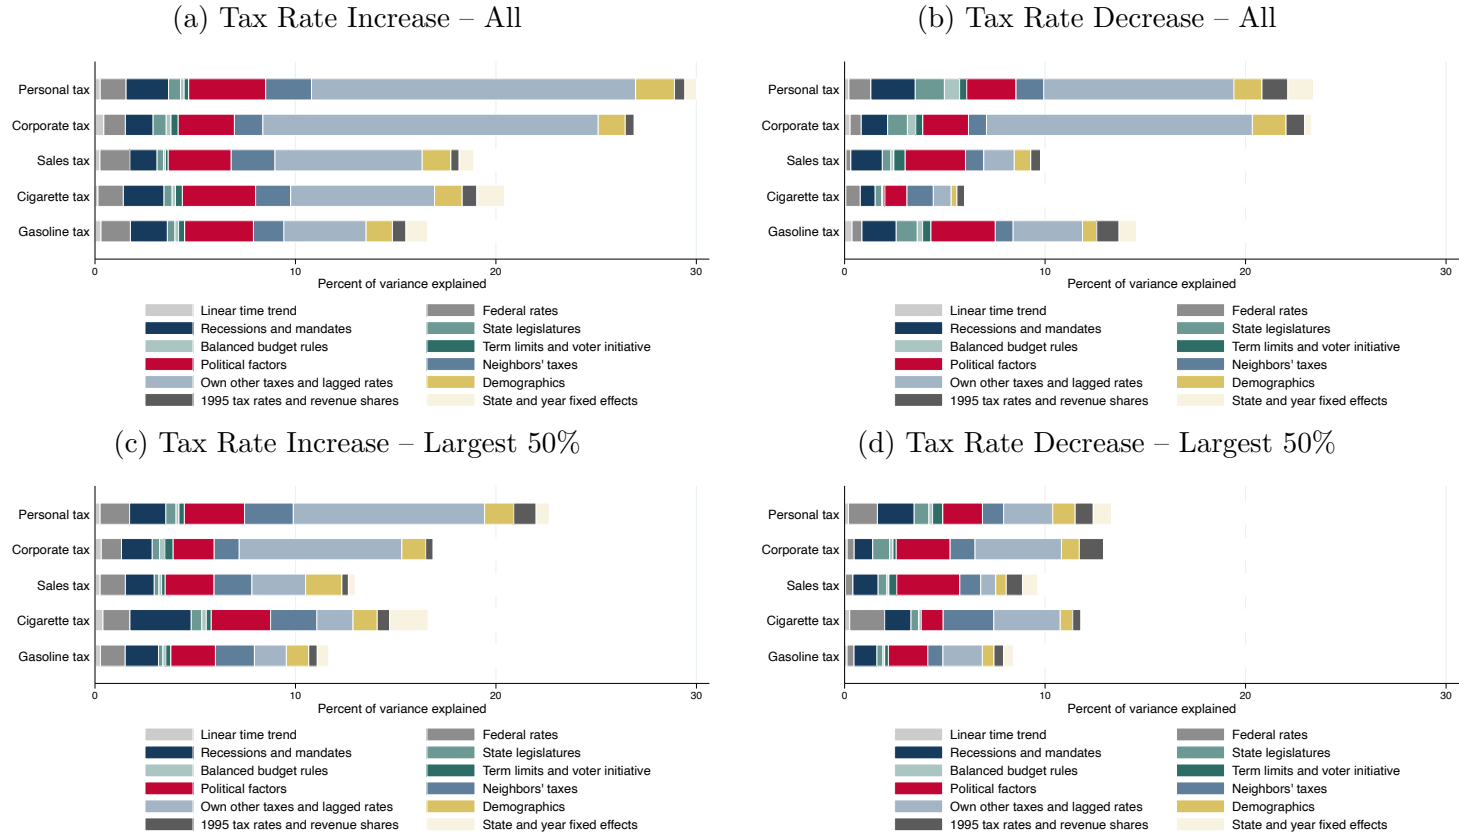 (a) Tax Rate Increase – All
Personal tax
Corporate tax
Sales tax
Cigarette tax
Gasoline tax
0 10 20 30
Percent of variance explained
Linear time trend Federal rates
Recessions and mandates State legislatures
Balanced budget rules Term limits and voter initiative
Political factors Neighbors' taxes
Own other taxes and lagged rates Demographics
1995 tax rates and revenue shares State and year fixed effects
(b) Tax Rate Decrease – All
Personal tax
Corporate tax
Sales tax
Cigarette tax
Gasoline tax
0 10 20 30
Percent of variance explained
Linear time trend Federal rates
Recessions and mandates State legislatures
Balanced budget rules Term limits and voter initiative
Political factors Neighbors' taxes
Own other taxes and lagged rates Demographics
1995 tax rates and revenue shares State and year fixed effects
(c) Tax Rate Increase – Largest 50%
Personal tax
Corporate tax
Sales tax
Cigarette tax
Gasoline tax
0 10 20 30
Percent of variance explained
Linear time trend Federal rates
Recessions and mandates State legislatures
Balanced budget rules Term limits and voter initiative
Political factors Neighbors' taxes
Own other taxes and lagged rates Demographics
1995 tax rates and revenue shares State and year fixed effects
(d) Tax Rate Decrease – Largest 50%
Personal tax
Corporate tax
Sales tax
Cigarette tax
Gasoline tax
0 10 20 30
Percent of variance explained
Linear time trend Federal rates
Recessions and mandates State legislatures
Balanced budget rules Term limits and voter initiative
Political factors Neighbors' taxes
Own other taxes and lagged rates Demographics
1995 tax rates and revenue shares State and year fixed effects